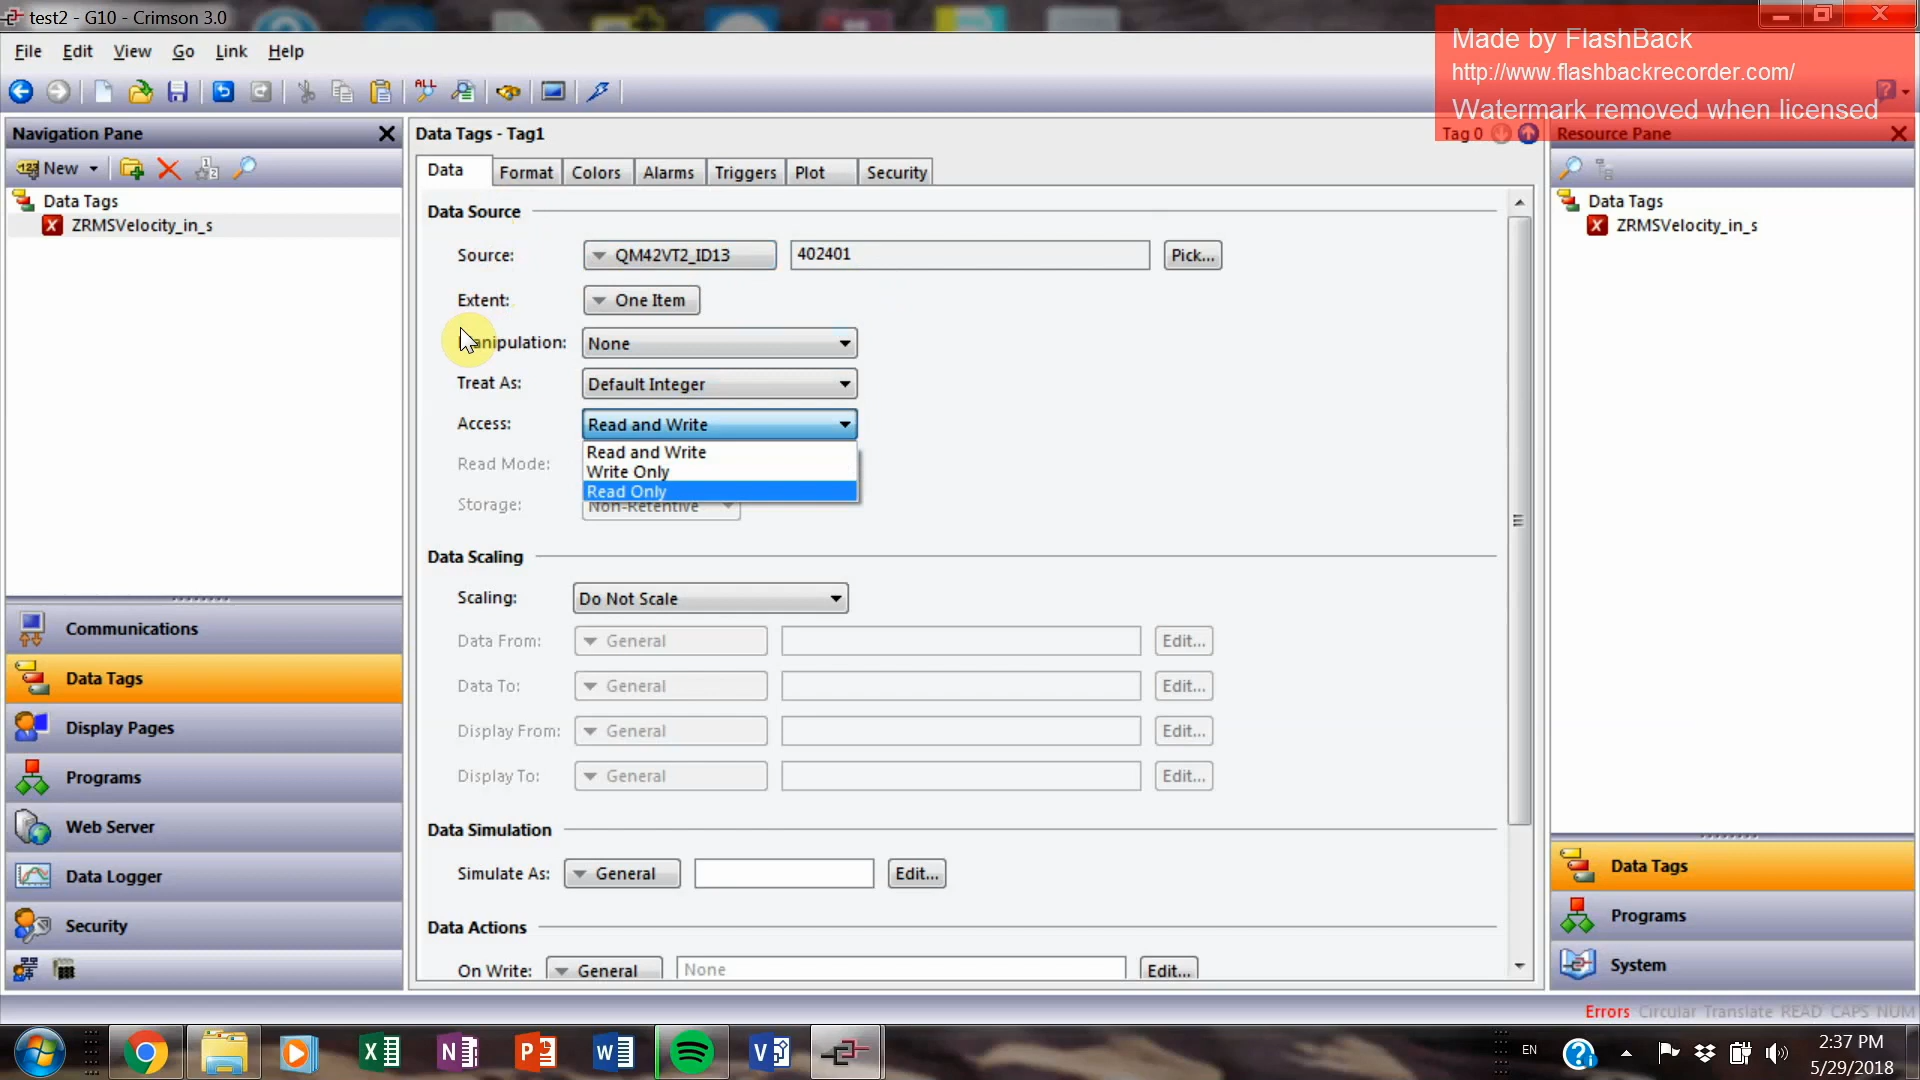 test2 - G10 - Crimson 3.0
Made by FlashBack
http://www.flashbackrecorder.com/
Watermark removed when licensed
File Edit View Go Link Help
Navigation Pane
New
Data Tags
ZRMSVelocity_in_s
Communications
Data Tags
Display Pages
Programs
Web Server
Data Logger
Security
Data Tags - Tag1
Tag 0
Data Format Colors Alarms Triggers Plot Security
Data Source
Source: QM42VT2_ID13 402401 Pick...
Extent: One Item
Manipulation: None
Treat As: Default Integer
Access: Read and Write
Read and Write
Read Mode: Write Only
Read Only
Storage: Non-Retentive
Data Scaling
Scaling: Do Not Scale
Data From: General Edit...
Data To: General Edit...
Display From: General Edit...
Display To: General Edit...
Data Simulation
Simulate As: General Edit...
Data Actions
On Write: General None Edit...
Resource Pane
Data Tags
ZRMSVelocity_in_s
Data Tags
Programs
System
Errors Circular Translate READ CAPS NUM
EN
2:37 PM
5/29/2018